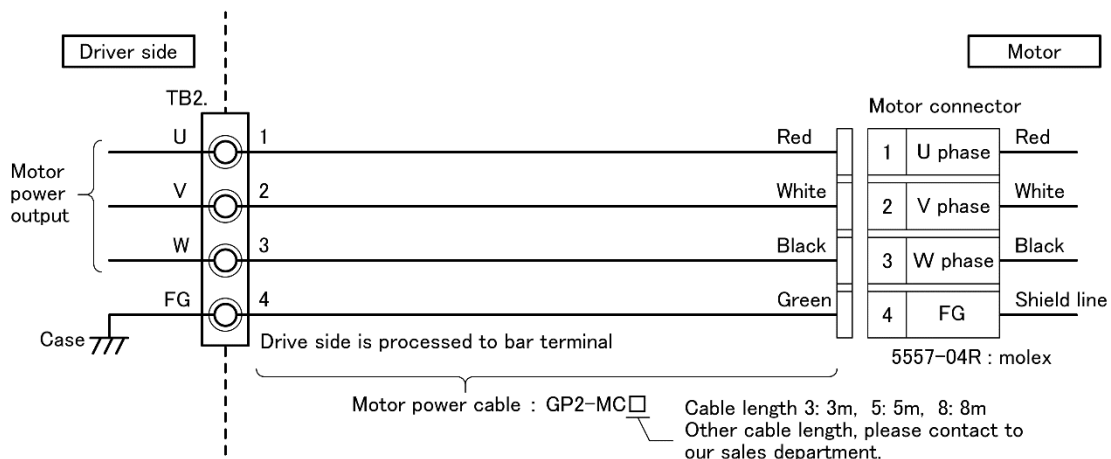 Driver side
Motor
TB2.
Motor connector
U 1 Red 1 U phase Red
Motor
power
output
V 2 White 2 V phase White
W 3 Black 3 W phase Black
FG 4 Green 4 FG Shield line
Case
Drive side is processed to bar terminal
5557-04R : molex
Motor power cable : GP2-MC□
Cable length 3: 3m, 5: 5m, 8: 8m
Other cable length, please contact to
our sales department.